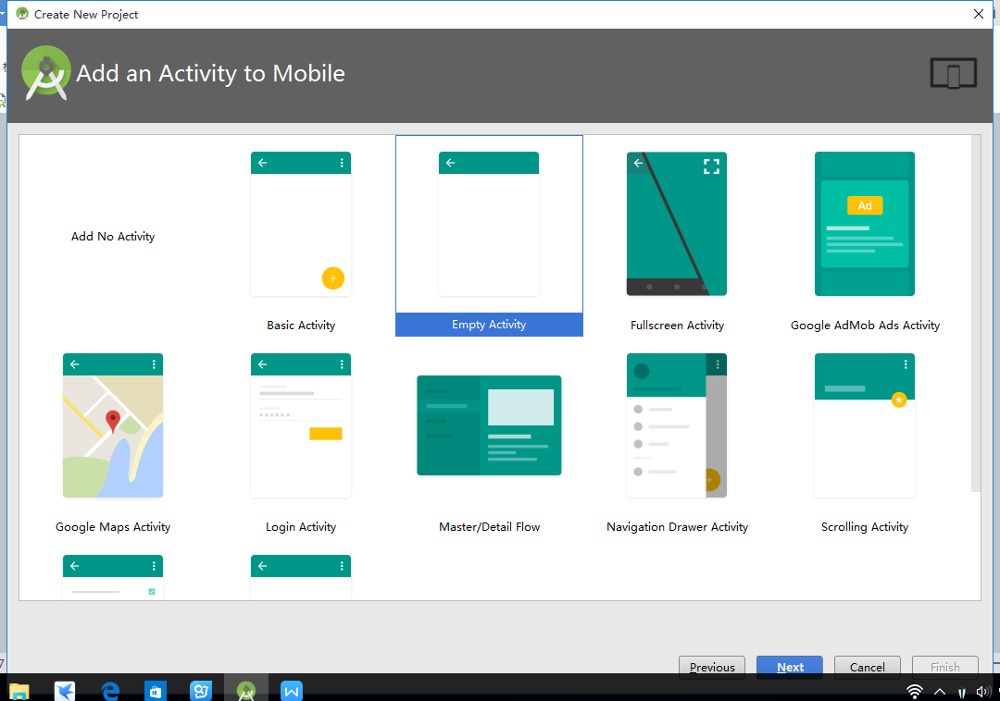 Create New Project
Add an Activity to Mobile
Add No Activity
Ad
Basic Activity
Empty Activity
Fullscreen Activity
Google AdMob Ads Activity
Google Maps Activity
Login Activity
Master/Detail Flow
Navigation Drawer Activity
Scrolling Activity
Previous
Next
Cancel
Finish